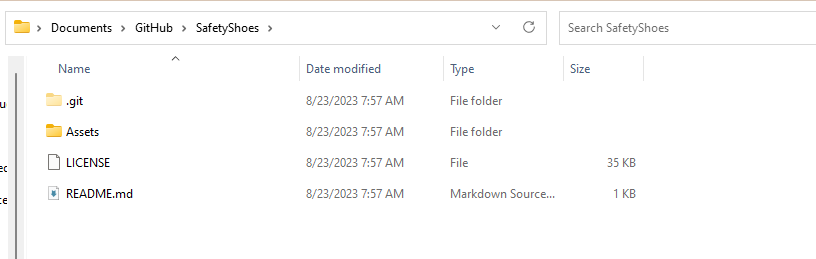 Documents > GitHub > SafetyShoes >
Search SafetyShoes
Name Date modified Type Size
.git 8/23/2023 7:57 AM File folder
Assets 8/23/2023 7:57 AM File folder
LICENSE 8/23/2023 7:57 AM File 35 KB
README.md 8/23/2023 7:57 AM Markdown Source... 1 KB